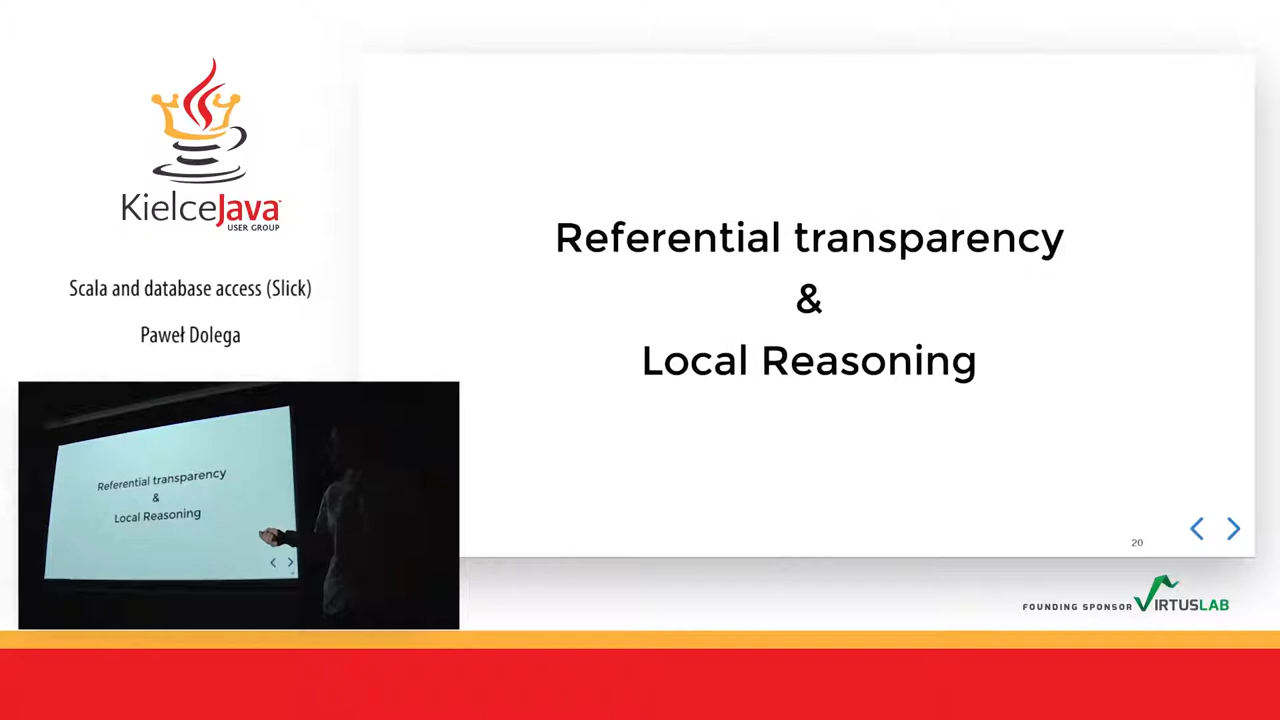 KielceJava
USER GROUP
Scala and database access (Slick)
Paweł Dolega
Referential transparency
&
Local Reasoning
20
FOUNDING SPONSOR VIRTUSLAB
Referential transparency
&
Local Reasoning